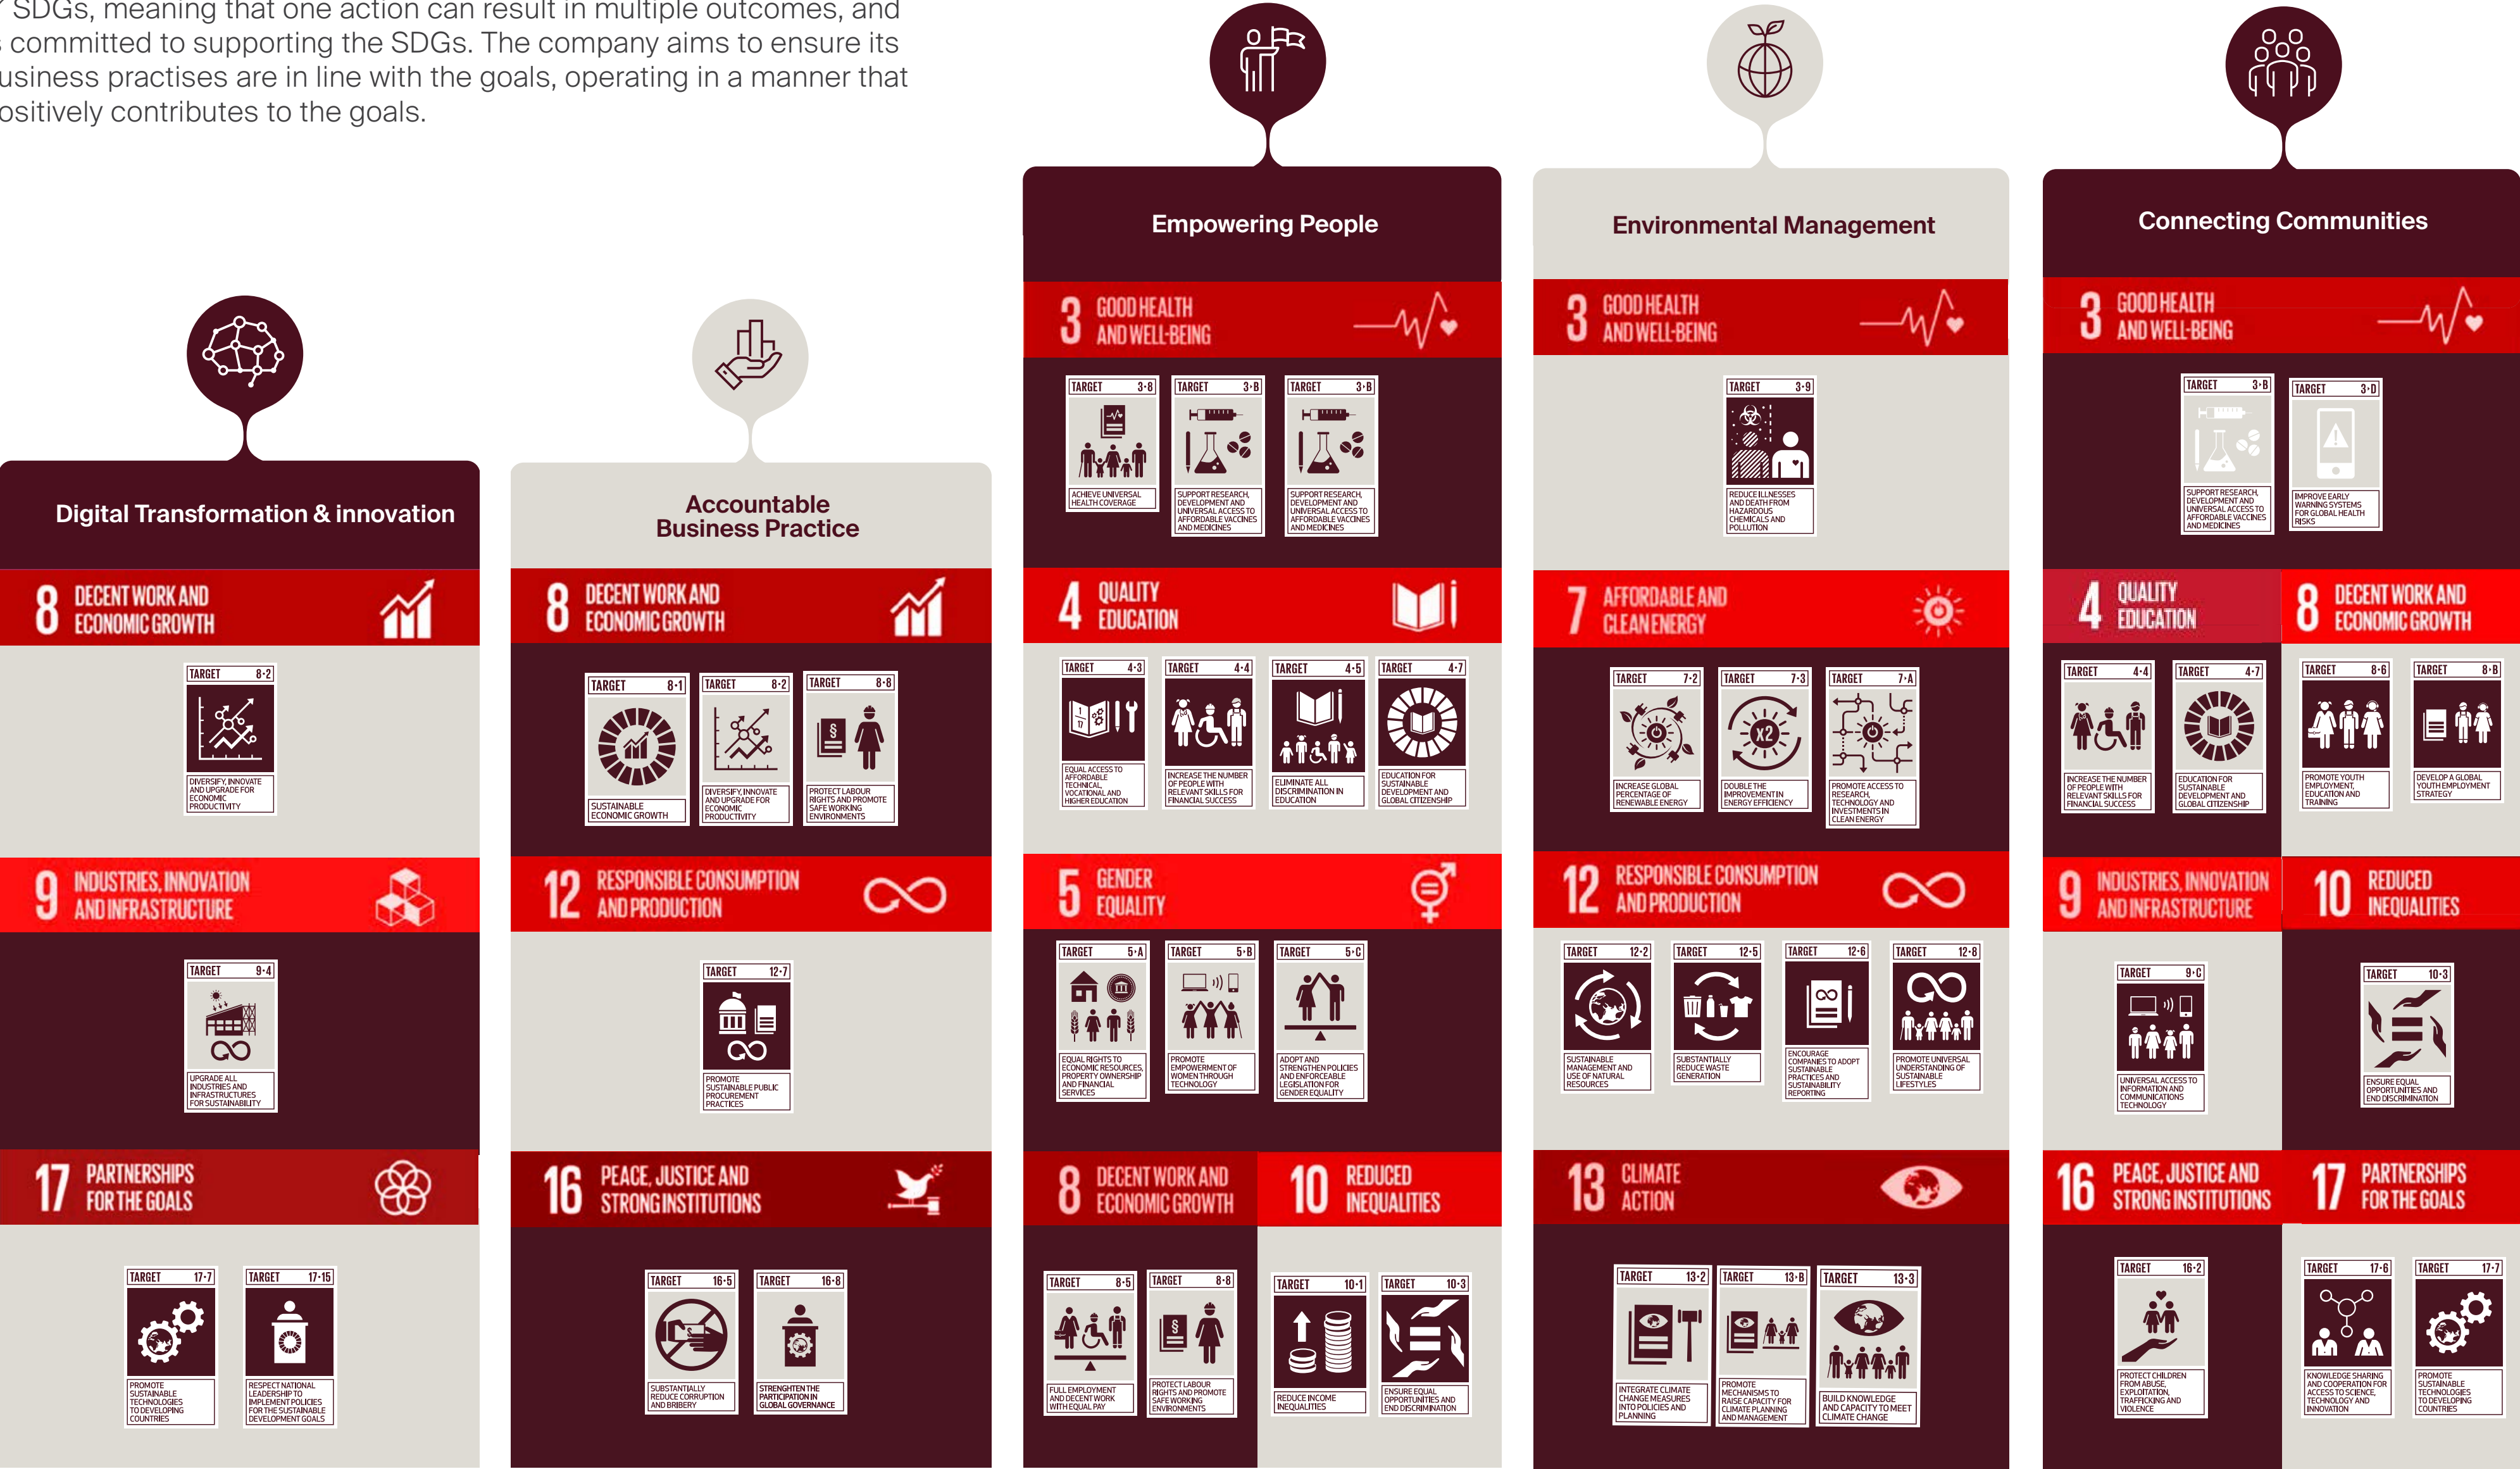 SDGs, meaning that one action can result in multiple outcomes, and
committed to supporting the SDGs. The company aims to ensure its
usiness practises are in line with the goals, operating in a manner that
ositively contributes to the goals.
Digital Transformation & innovation
8 DECENT WORK AND
ECONOMIC GROWTH
TARGET 8·2
DIVERSIFY, INNOVATE
AND UPGRADE FOR
ECONOMIC
PRODUCTIVITY
9 INDUSTRIES, INNOVATION
AND INFRASTRUCTURE
TARGET 9·4
UPGRADE ALL
INDUSTRIES AND
INFRASTRUCTURES
FOR SUSTAINABILITY
17 PARTNERSHIPS
FOR THE GOALS
TARGET 17·7
PROMOTE
SUSTAINABLE
TECHNOLOGIES
TO DEVELOPING
COUNTRIES
TARGET 17·15
RESPECT NATIONAL
LEADERSHIP TO
IMPLEMENT POLICIES
FOR THE SUSTAINABLE
DEVELOPMENT GOALS
Accountable
Business Practice
8 DECENT WORK AND
ECONOMIC GROWTH
TARGET 8·1
SUSTAINABLE
ECONOMIC GROWTH
TARGET 8·2
DIVERSIFY, INNOVATE
AND UPGRADE FOR
ECONOMIC
PRODUCTIVITY
TARGET 8·8
§
PROTECT LABOUR
RIGHTS AND PROMOTE
SAFE WORKING
ENVIRONMENTS
12 RESPONSIBLE CONSUMPTION
AND PRODUCTION
TARGET 12·7
PROMOTE
SUSTAINABLE PUBLIC
PROCUREMENT
PRACTICES
16 PEACE, JUSTICE AND
STRONG INSTITUTIONS
TARGET 16·5
SUBSTANTIALLY
REDUCE CORRUPTION
AND BRIBERY
TARGET 16·8
STRENGHTEN THE
PARTICIPATION IN
GLOBAL GOVERNANCE
Empowering People
3 GOOD HEALTH
AND WELL-BEING
TARGET 3·8
ACHIEVE UNIVERSAL
HEALTH COVERAGE
TARGET 3·B
SUPPORT RESEARCH,
DEVELOPMENT AND
UNIVERSAL ACCESS TO
AFFORDABLE VACCINES
AND MEDICINES
TARGET 3·B
SUPPORT RESEARCH,
DEVELOPMENT AND
UNIVERSAL ACCESS TO
AFFORDABLE VACCINES
AND MEDICINES
4 QUALITY
EDUCATION
TARGET 4·3
1
17
EQUAL ACCESS TO
AFFORDABLE
TECHNICAL,
VOCATIONAL AND
HIGHER EDUCATION
TARGET 4·4
INCREASE THE NUMBER
OF PEOPLE WITH
RELEVANT SKILLS FOR
FINANCIAL SUCCESS
TARGET 4·5
ELIMINATE ALL
DISCRIMINATION IN
EDUCATION
TARGET 4·7
EDUCATION FOR
SUSTAINABLE
DEVELOPMENT AND
GLOBAL CITIZENSHIP
5 GENDER
EQUALITY
TARGET 5·A
EQUAL RIGHTS TO
ECONOMIC RESOURCES,
PROPERTY OWNERSHIP
AND FINANCIAL
SERVICES
TARGET 5·B
PROMOTE
EMPOWERMENT OF
WOMEN THROUGH
TECHNOLOGY
TARGET 5·C
ADOPT AND
STRENGTHEN POLICIES
AND ENFORCEABLE
LEGISLATION FOR
GENDER EQUALITY
8 DECENT WORK AND
ECONOMIC GROWTH
TARGET 8·5
FULL EMPLOYMENT
AND DECENT WORK
WITH EQUAL PAY
TARGET 8·8
§
PROTECT LABOUR
RIGHTS AND PROMOTE
SAFE WORKING
ENVIRONMENTS
10 REDUCED
INEQUALITIES
TARGET 10·1
REDUCE INCOME
INEQUALITIES
TARGET 10·3
ENSURE EQUAL
OPPORTUNITIES AND
END DISCRIMINATION
Environmental Management
3 GOOD HEALTH
AND WELL-BEING
TARGET 3·9
REDUCE ILLNESSES
AND DEATH FROM
HAZARDOUS
CHEMICALS AND
POLLUTION
7 AFFORDABLE AND
CLEAN ENERGY
TARGET 7·2
INCREASE GLOBAL
PERCENTAGE OF
RENEWABLE ENERGY
TARGET 7·3
X2
DOUBLE THE
IMPROVEMENT IN
ENERGY EFFICIENCY
TARGET 7·A
PROMOTE ACCESS TO
RESEARCH,
TECHNOLOGY AND
INVESTMENTS IN
CLEAN ENERGY
12 RESPONSIBLE CONSUMPTION
AND PRODUCTION
TARGET 12·2
SUSTAINABLE
MANAGEMENT AND
USE OF NATURAL
RESOURCES
TARGET 12·5
SUBSTANTIALLY
REDUCE WASTE
GENERATION
TARGET 12·6
ENCOURAGE
COMPANIES TO ADOPT
SUSTAINABLE
PRACTICES AND
SUSTAINABILITY
REPORTING
TARGET 12·8
PROMOTE UNIVERSAL
UNDERSTANDING OF
SUSTAINABLE
LIFESTYLES
13 CLIMATE
ACTION
TARGET 13·2
INTEGRATE CLIMATE
CHANGE MEASURES
INTO POLICIES AND
PLANNING
TARGET 13·B
PROMOTE
MECHANISMS TO
RAISE CAPACITY FOR
CLIMATE PLANNING
AND MANAGEMENT
TARGET 13·3
BUILD KNOWLEDGE
AND CAPACITY TO MEET
CLIMATE CHANGE
Connecting Communities
3 GOOD HEALTH
AND WELL-BEING
TARGET 3·B
SUPPORT RESEARCH,
DEVELOPMENT AND
UNIVERSAL ACCESS TO
AFFORDABLE VACCINES
AND MEDICINES
TARGET 3·D
IMPROVE EARLY
WARNING SYSTEMS
FOR GLOBAL HEALTH
RISKS
4 QUALITY
EDUCATION
TARGET 4·4
INCREASE THE NUMBER
OF PEOPLE WITH
RELEVANT SKILLS FOR
FINANCIAL SUCCESS
TARGET 4·7
EDUCATION FOR
SUSTAINABLE
DEVELOPMENT AND
GLOBAL CITIZENSHIP
8 DECENT WORK AND
ECONOMIC GROWTH
TARGET 8·6
PROMOTE YOUTH
EMPLOYMENT,
EDUCATION AND
TRAINING
TARGET 8·B
DEVELOP A GLOBAL
YOUTH EMPLOYMENT
STRATEGY
9 INDUSTRIES, INNOVATION
AND INFRASTRUCTURE
TARGET 9·C
UNIVERSAL ACCESS TO
INFORMATION AND
COMMUNICATIONS
TECHNOLOGY
10 REDUCED
INEQUALITIES
TARGET 10·3
ENSURE EQUAL
OPPORTUNITIES AND
END DISCRIMINATION
16 PEACE, JUSTICE AND
STRONG INSTITUTIONS
TARGET 16·2
PROTECT CHILDREN
FROM ABUSE,
EXPLOITATION,
TRAFFICKING AND
VIOLENCE
17 PARTNERSHIPS
FOR THE GOALS
TARGET 17·6
KNOWLEDGE SHARING
AND COOPERATION FOR
ACCESS TO SCIENCE,
TECHNOLOGY AND
INNOVATION
TARGET 17·7
PROMOTE
SUSTAINABLE
TECHNOLOGIES
TO DEVELOPING
COUNTRIES